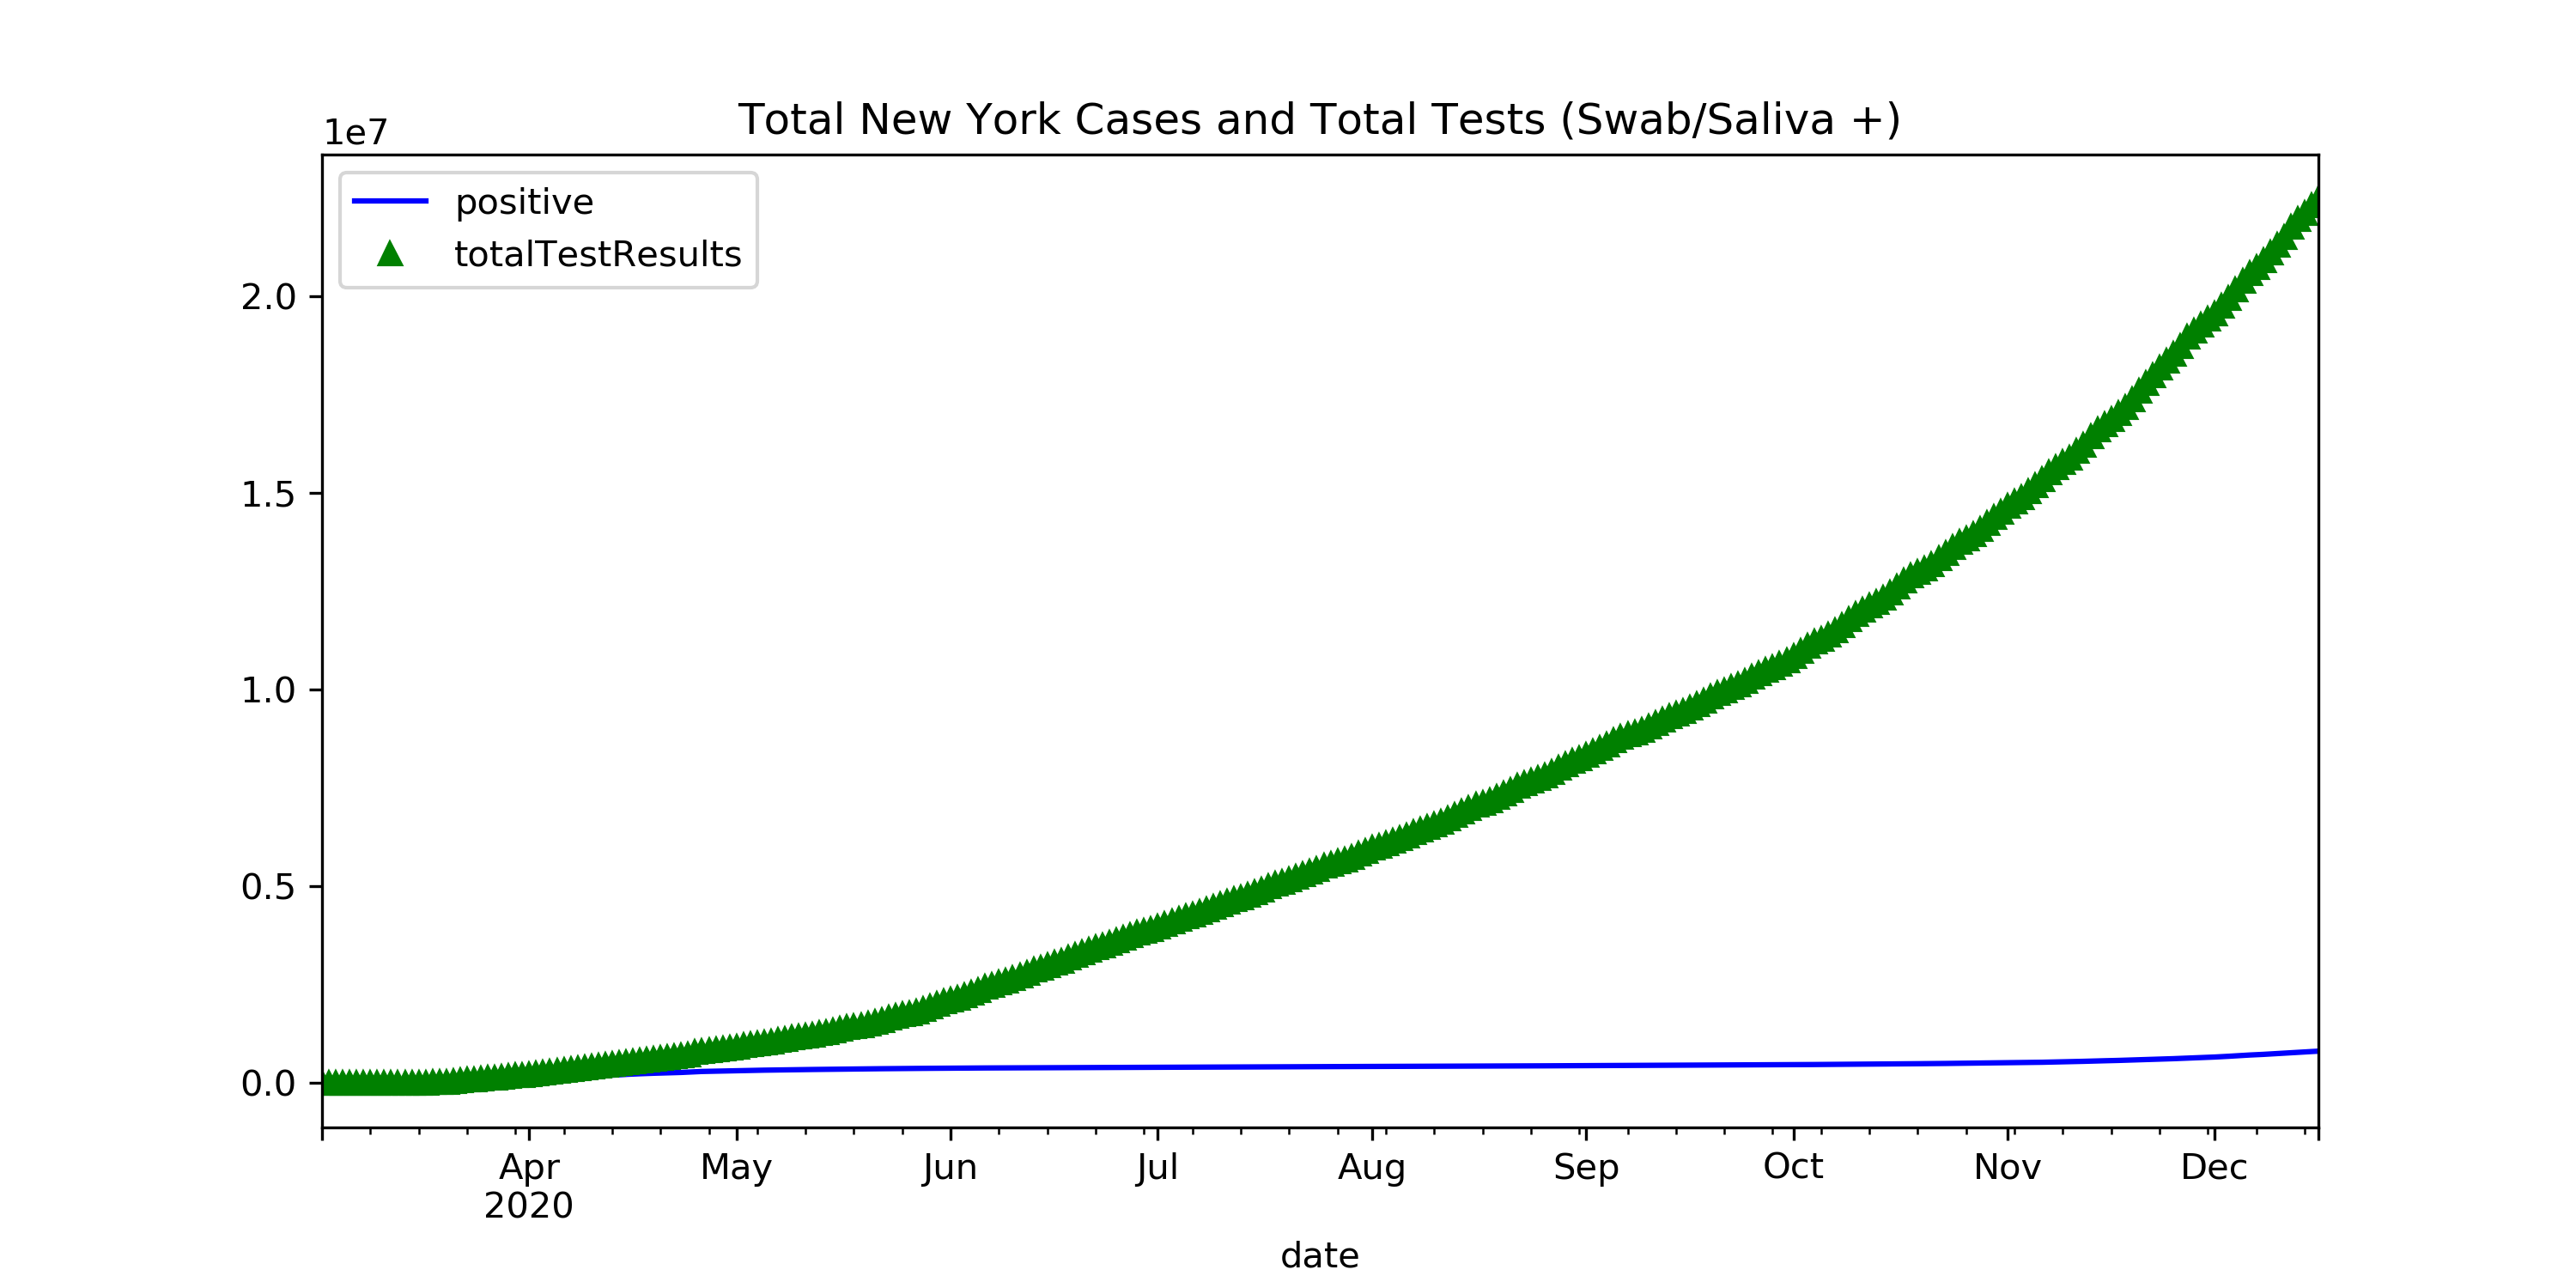 Total New York Cases and Total Tests (Swab/Saliva +)
1e7
positive
totalTestResults
2.0
1.5
1.0
0.5
0.0
Apr May Jun Jul Aug Sep Oct Nov Dec
2020
date